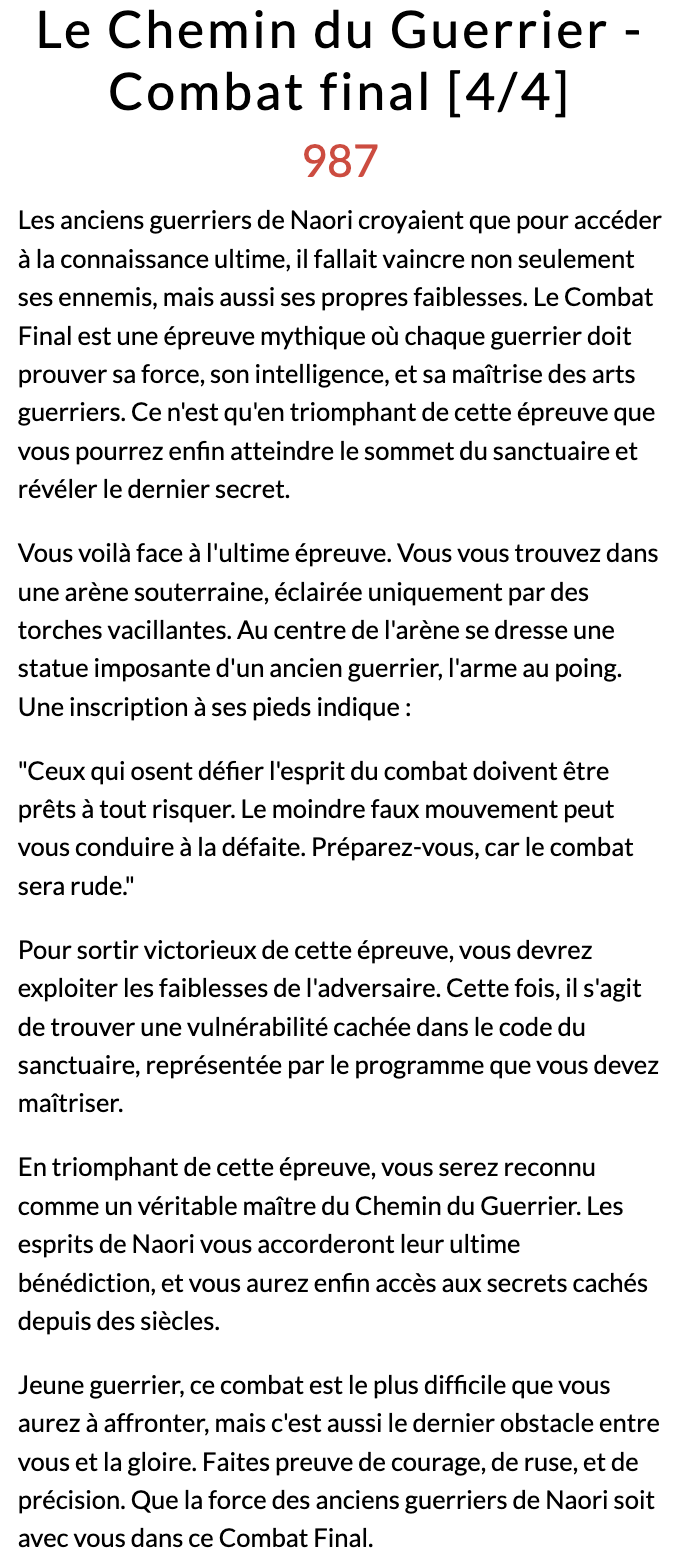 Le Chemin du Guerrier -
Combat final [4/4]
987
Les anciens guerriers de Naori croyaient que pour accéder
à la connaissance ultime, il fallait vaincre non seulement
ses ennemis, mais aussi ses propres faiblesses. Le Combat
Final est une épreuve mythique où chaque guerrier doit
prouver sa force, son intelligence, et sa maîtrise des arts
guerriers. Ce n'est qu'en triomphant de cette épreuve que
vous pourrez enfin atteindre le sommet du sanctuaire et
révéler le dernier secret.
Vous voilà face à l'ultime épreuve. Vous vous trouvez dans
une arène souterraine, éclairée uniquement par des
torches vacillantes. Au centre de l'arène se dresse une
statue imposante d'un ancien guerrier, l'arme au poing.
Une inscription à ses pieds indique :
"Ceux qui osent défier l'esprit du combat doivent être
prêts à tout risquer. Le moindre faux mouvement peut
vous conduire à la défaite. Préparez-vous, car le combat
sera rude."
Pour sortir victorieux de cette épreuve, vous devrez
exploiter les faiblesses de l'adversaire. Cette fois, il s'agit
de trouver une vulnérabilité cachée dans le code du
sanctuaire, représentée par le programme que vous devez
maîtriser.
En triomphant de cette épreuve, vous serez reconnu
comme un véritable maître du Chemin du Guerrier. Les
esprits de Naori vous accorderont leur ultime
bénédiction, et vous aurez enfin accès aux secrets cachés
depuis des siècles.
Jeune guerrier, ce combat est le plus difficile que vous
aurez à affronter, mais c'est aussi le dernier obstacle entre
vous et la gloire. Faites preuve de courage, de ruse, et de
précision. Que la force des anciens guerriers de Naori soit
avec vous dans ce Combat Final.